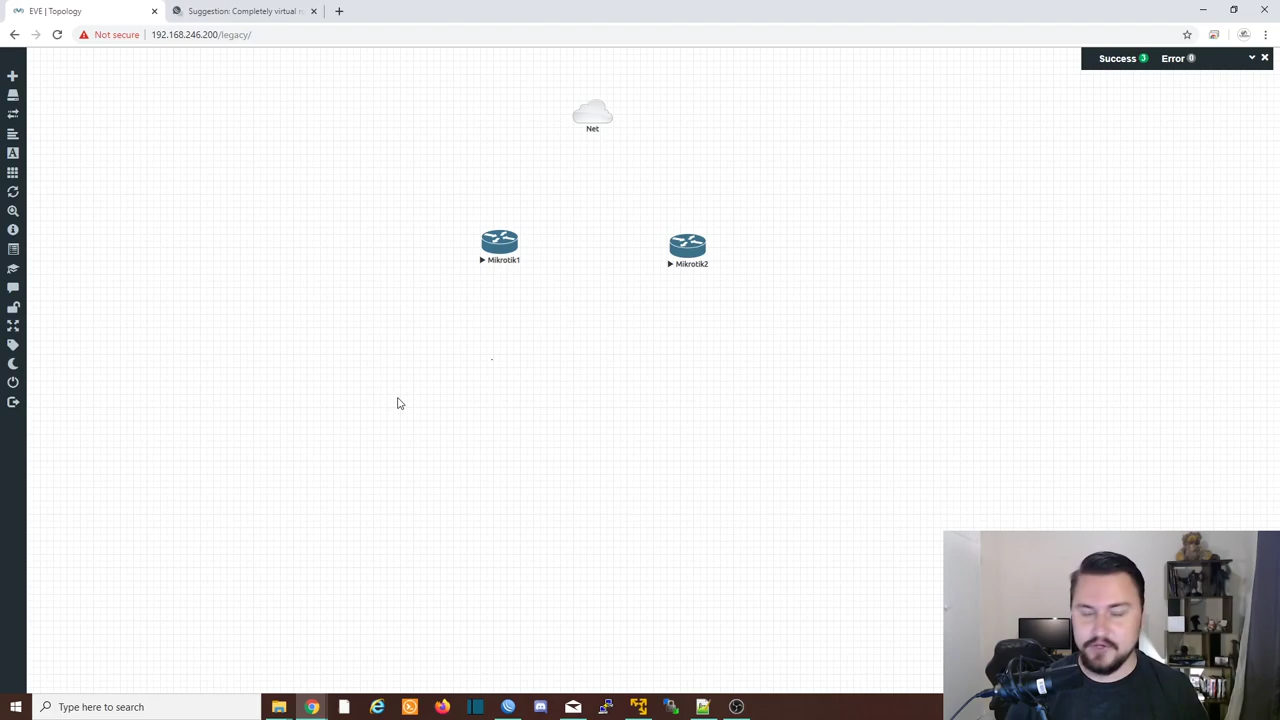 EVE | Topology
Suggestion: Completely virtual ro
Not secure
192.168.246.200/legacy/
Success 3
Error 0
Net
Mikrotik1
Mikrotik2
Type here to search